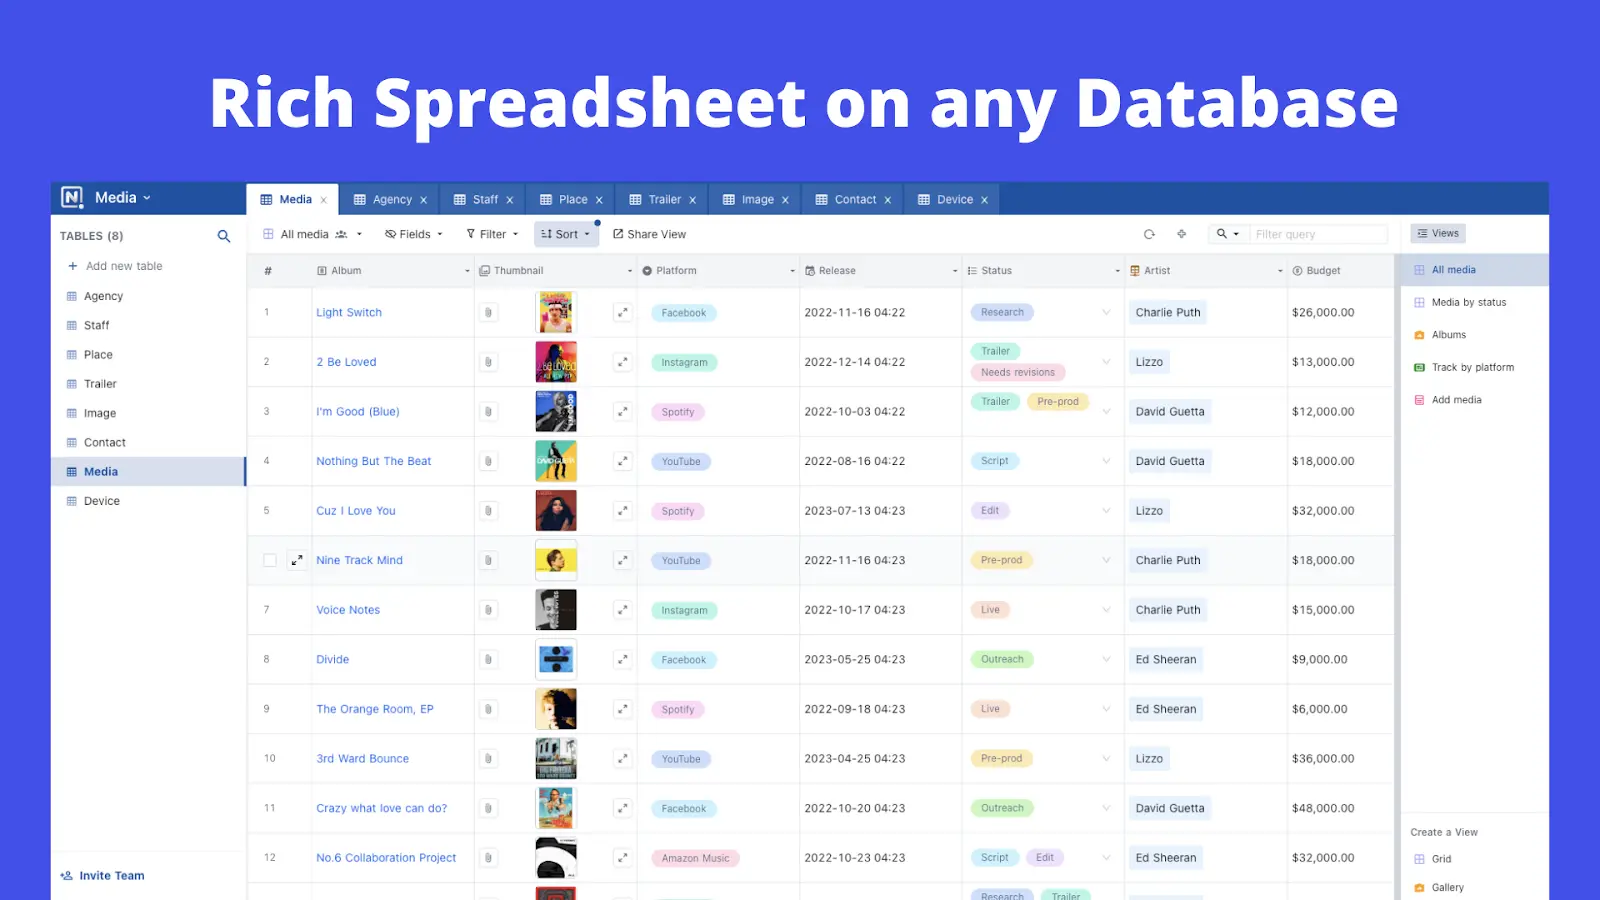 Rich Spreadsheet on any Database
N Media
Media Agency Staff Place Trailer Image Contact Device
TABLES (8)
Add new table
Agency
Staff
Place
Trailer
Image
Contact
Media
Device
Invite Team
All media Fields Filter Sort Share View Filter query
# Album Thumbnail Platform Release Status Artist Budget
1 Light Switch Facebook 2022-11-16 04:22 Research Charlie Puth $26,000.00
2 2 Be Loved Instagram 2022-12-14 04:22 Trailer Needs revisions Lizzo $13,000.00
3 I'm Good (Blue) Spotify 2022-10-03 04:22 Trailer Pre-prod David Guetta $12,000.00
4 Nothing But The Beat YouTube 2022-08-16 04:22 Script David Guetta $18,000.00
5 Cuz I Love You Spotify 2023-07-13 04:23 Edit Lizzo $32,000.00
Nine Track Mind YouTube 2022-11-16 04:23 Pre-prod Charlie Puth $18,000.00
7 Voice Notes Instagram 2022-10-17 04:23 Live Charlie Puth $15,000.00
8 Divide Facebook 2023-05-25 04:23 Outreach Ed Sheeran $9,000.00
9 The Orange Room, EP Spotify 2022-09-18 04:23 Live Ed Sheeran $6,000.00
10 3rd Ward Bounce YouTube 2023-04-25 04:23 Pre-prod Lizzo $36,000.00
11 Crazy what love can do? Facebook 2022-10-20 04:23 Outreach David Guetta $48,000.00
12 No.6 Collaboration Project Amazon Music 2022-10-23 04:23 Script Edit Ed Sheeran $32,000.00
Research Trailer
Views
All media
Media by status
Albums
Track by platform
Add media
Create a View
Grid
Gallery